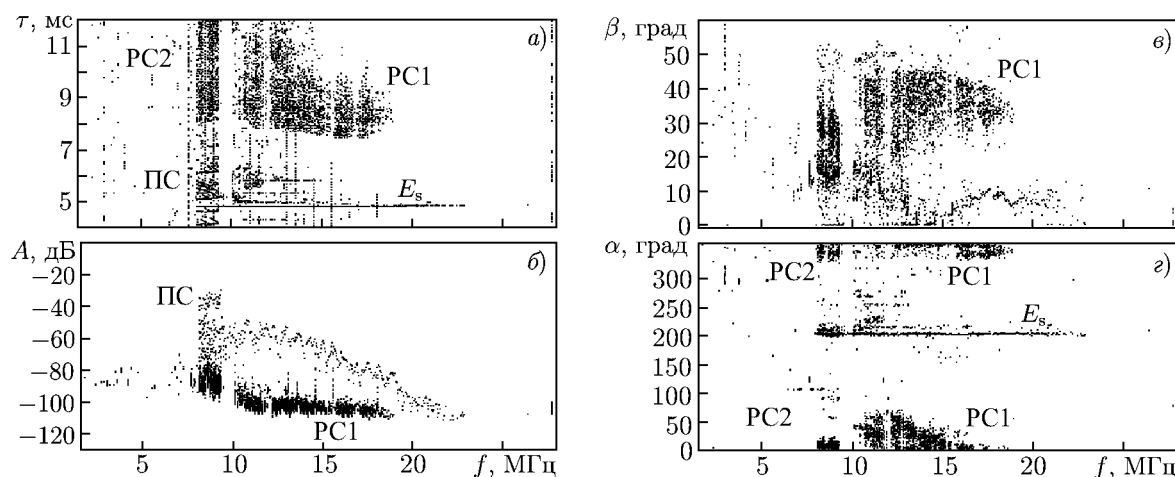 τ, мс
а)
11
РС2
РС1
9
7
ПС
Es
5
A, дБ
б)
−20
ПС
−40
−60
−80
−100
РС1
−120
5 10 15 20 f, МГц
β, град
в)
50
РС1
40
30
20
10
0
α, град
г)
300
РС2
РС1
250
Es
200
150
100
50
РС2
РС1
0
5 10 15 20 f, МГц